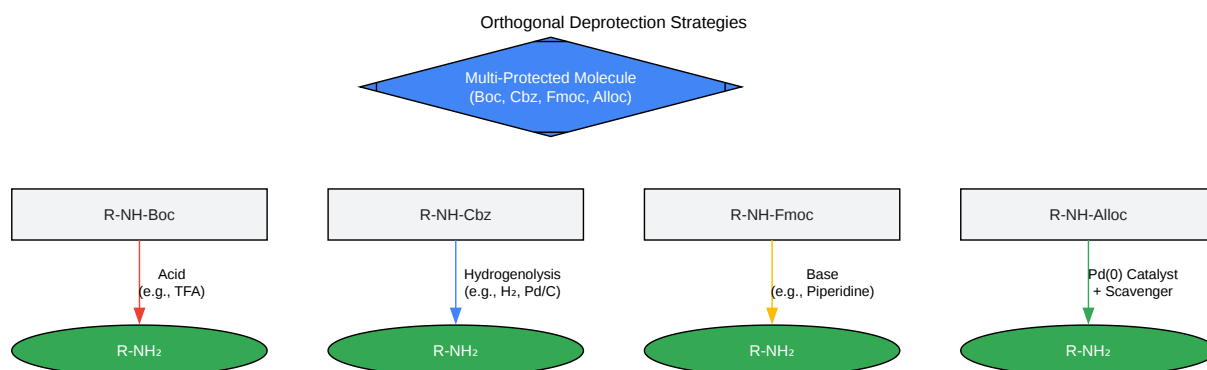 Orthogonal Deprotection Strategies
Multi-Protected Molecule
(Boc, Cbz, Fmoc, Alloc)
R-NH-Boc
R-NH-Cbz
R-NH-Fmoc
R-NH-Alloc
Acid
(e.g., TFA)
Hydrogenolysis
(e.g., H₂, Pd/C)
Base
(e.g., Piperidine)
Pd(0) Catalyst
+ Scavenger
R-NH₂
R-NH₂
R-NH₂
R-NH₂